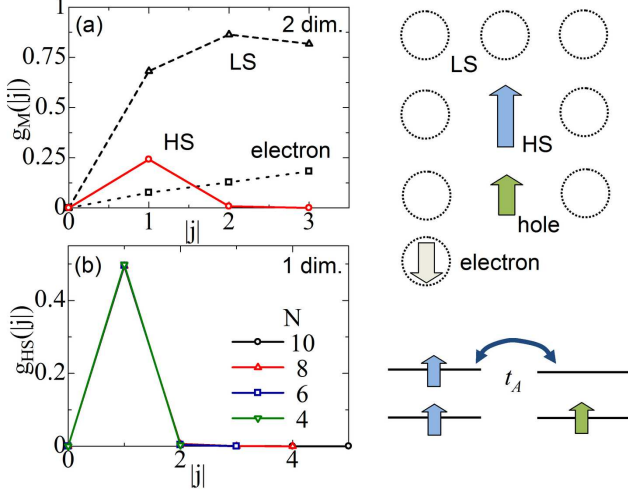 (a)
2 dim.
1
0.75
0.5
0.25
0
g_M(|j|)
LS
HS
electron
0
1
2
3
|j|
(b)
1 dim.
0.4
0.2
0
g_HS(|j|)
N
10
8
6
4
0
2
4
|j|
LS
HS
hole
electron
t_A